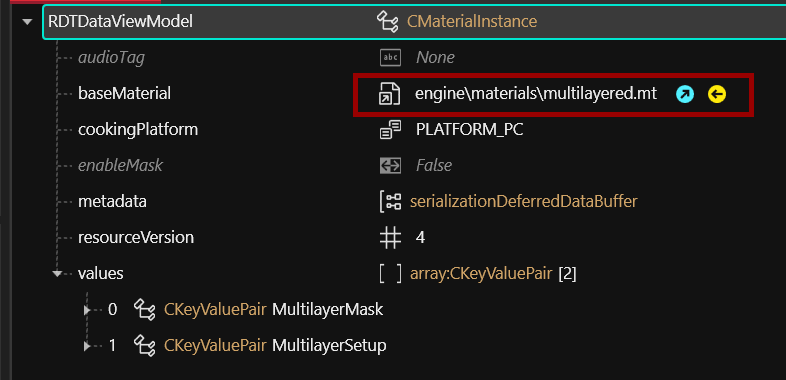 RDTDataViewModel CMaterialInstance
audioTag abc None
baseMaterial engine\materials\multilayered.mt
cookingPlatform PLATFORM_PC
enableMask False
metadata serializationDeferredDataBuffer
resourceVersion 4
values [ ] array:CKeyValuePair [2]
0 CKeyValuePair MultilayerMask
1 CKeyValuePair MultilayerSetup